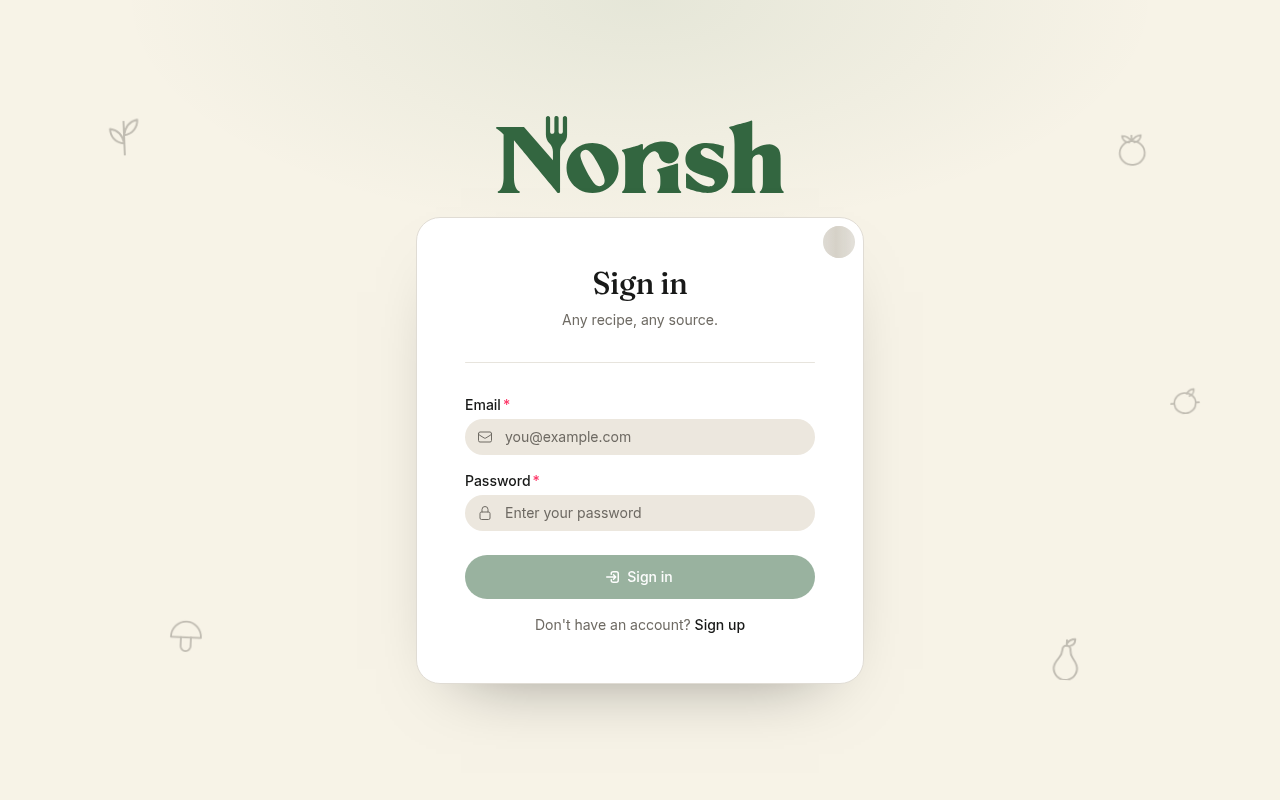 Norish
Sign in
Any recipe, any source.
Email *
you@example.com
Password *
Enter your password
Sign in
Don't have an account? Sign up